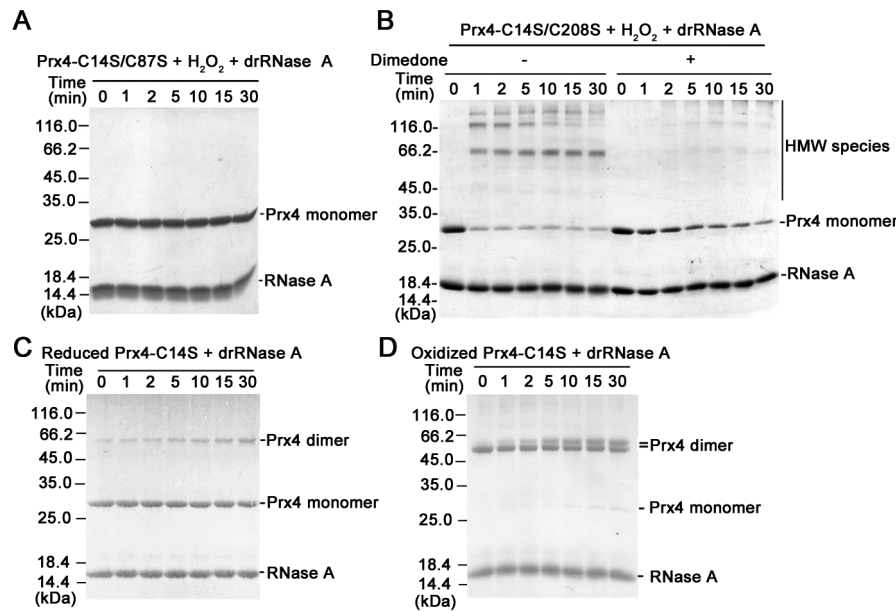 A
Prx4-C14S/C87S + H₂O₂ + drRNase A
Time (min) 0 1 2 5 10 15 30
116.0
66.2
45.0
35.0
Prx4 monomer
25.0
18.4
RNase A
14.4
(kDa)
B
Prx4-C14S/C208S + H₂O₂ + drRNase A
Dimedone - +
Time (min) 0 1 2 5 10 15 30 0 1 2 5 10 15 30
116.0
66.2
HMW species
45.0
35.0
Prx4 monomer
25.0
18.4
RNase A
14.4
(kDa)
C
Reduced Prx4-C14S + drRNase A
Time (min) 0 1 2 5 10 15 30
116.0
66.2
Prx4 dimer
45.0
35.0
Prx4 monomer
25.0
18.4
RNase A
14.4
(kDa)
D
Oxidized Prx4-C14S + drRNase A
Time (min) 0 1 2 5 10 15 30
116.0
66.2
Prx4 dimer
45.0
35.0
Prx4 monomer
25.0
18.4
RNase A
14.4
(kDa)